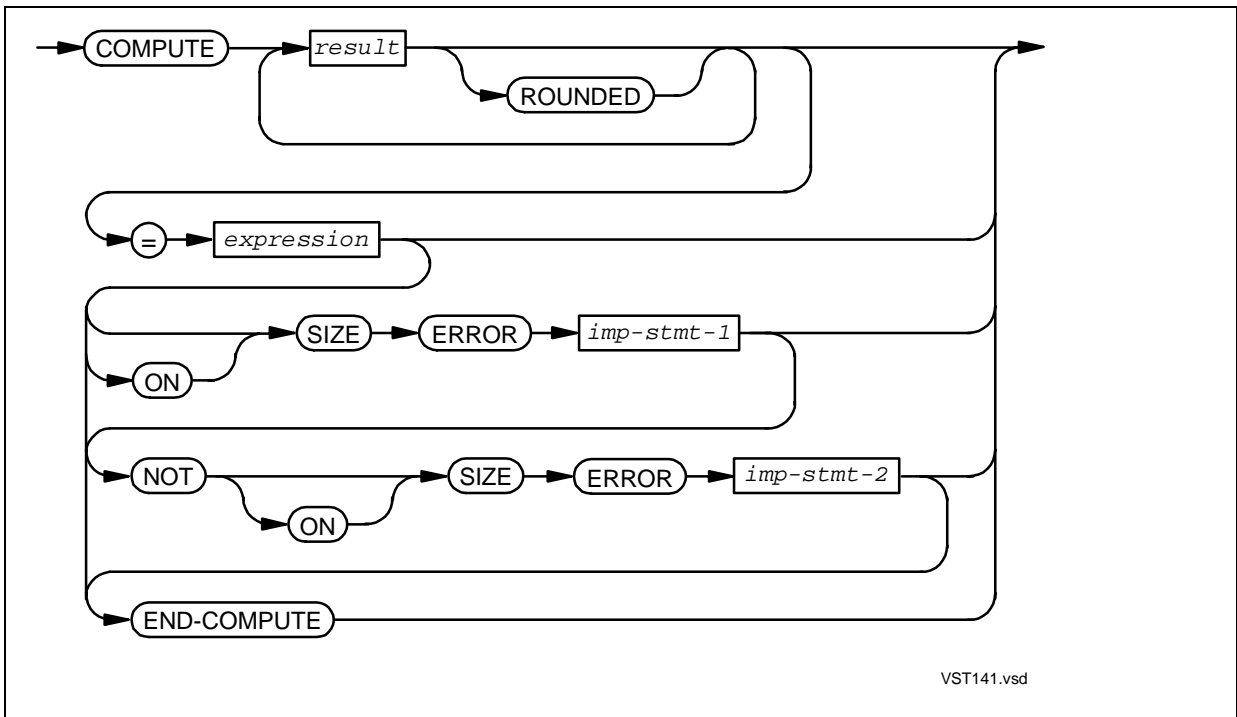 COMPUTE result
ROUNDED
= expression
SIZE ERROR imp-stmt-1
ON
NOT SIZE ERROR imp-stmt-2
ON
END-COMPUTE
VST141.vsd